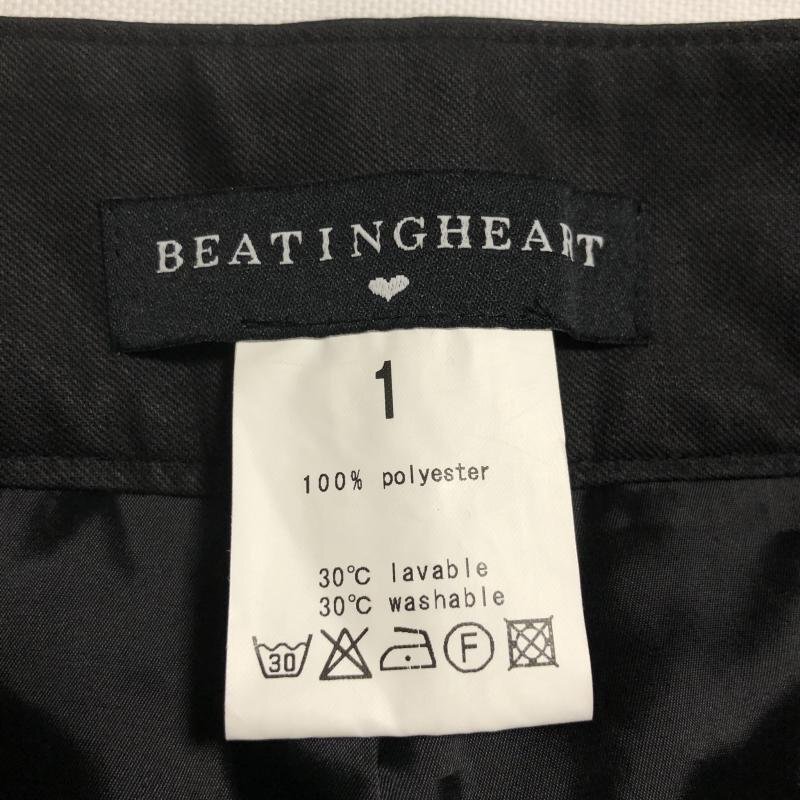 BEATINGHEART
1
100% polyester
30℃ lavable
30℃ washable
30 F